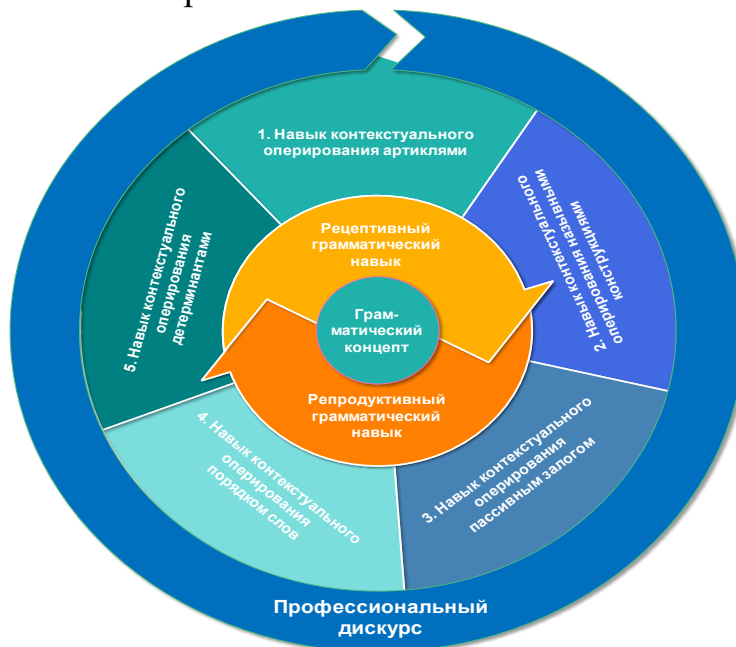 1. Навык контекстуального
оперирования артиклями
2. Навык контекстуального
оперирования назывными
конструкциями
3. Навык контекстуального
оперирования
пассивным залогом
4. Навык контекстуального
оперирования
порядком слов
5. Навык контекстуального
оперирования
детерминантами
Рецептивный
грамматический
навык
Грам-
матический
концепт
Репродуктивный
грамматический
навык
Профессиональный
дискурс